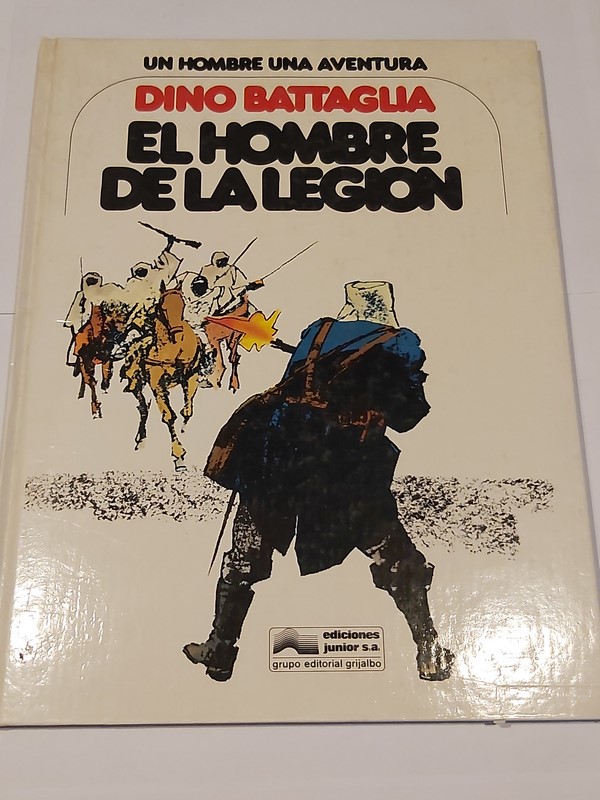 UN HOMBRE UNA AVENTURA
DINO BATTAGLIA
EL HOMBRE
DE LA LEGION
ediciones
junior s.a.
grupo editorial grijalbo